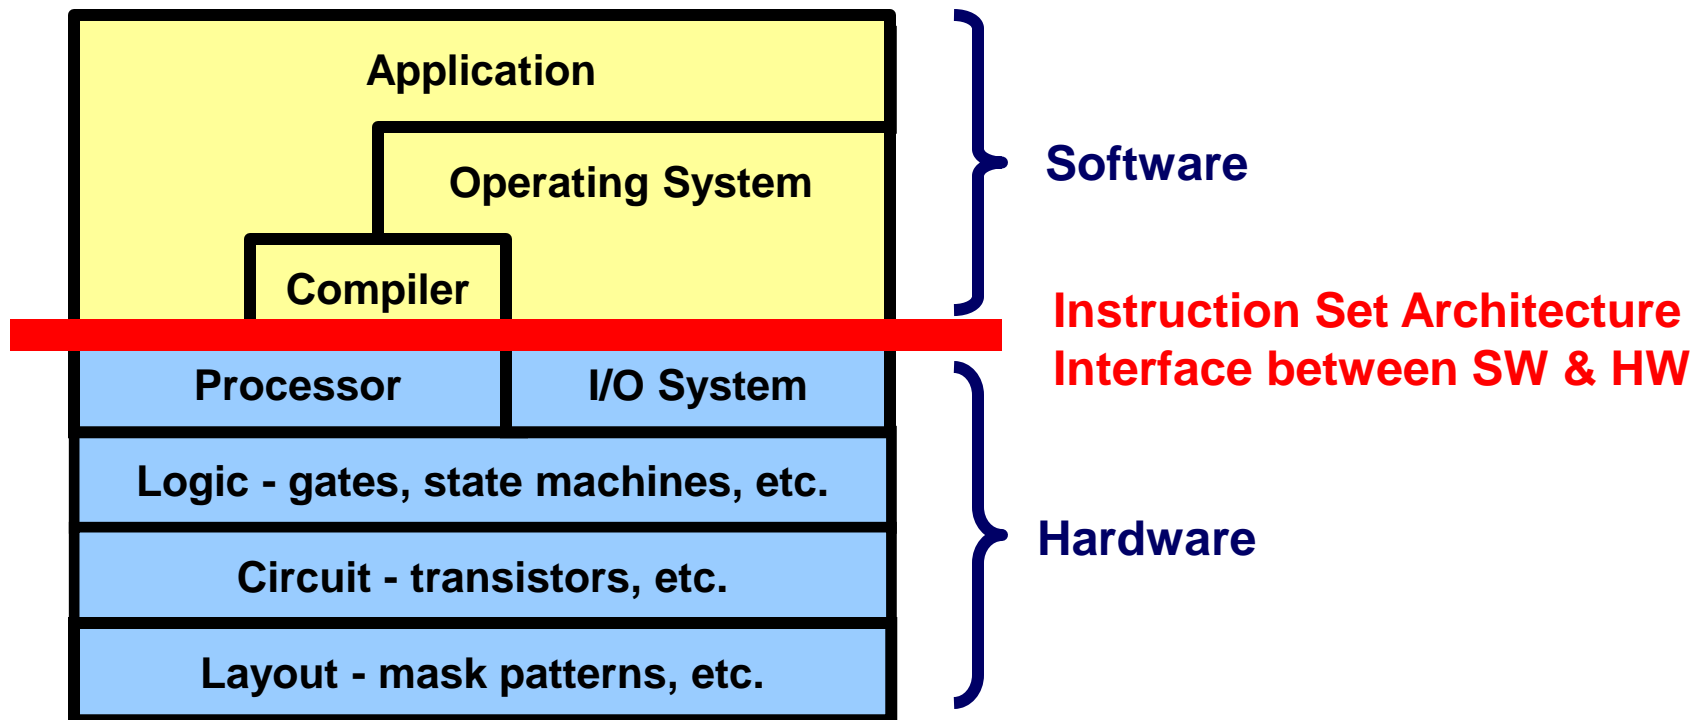 Application
Operating System
Compiler
Software
Instruction Set Architecture
Interface between SW & HW
Processor
I/O System
Logic - gates, state machines, etc.
Circuit - transistors, etc.
Layout - mask patterns, etc.
Hardware